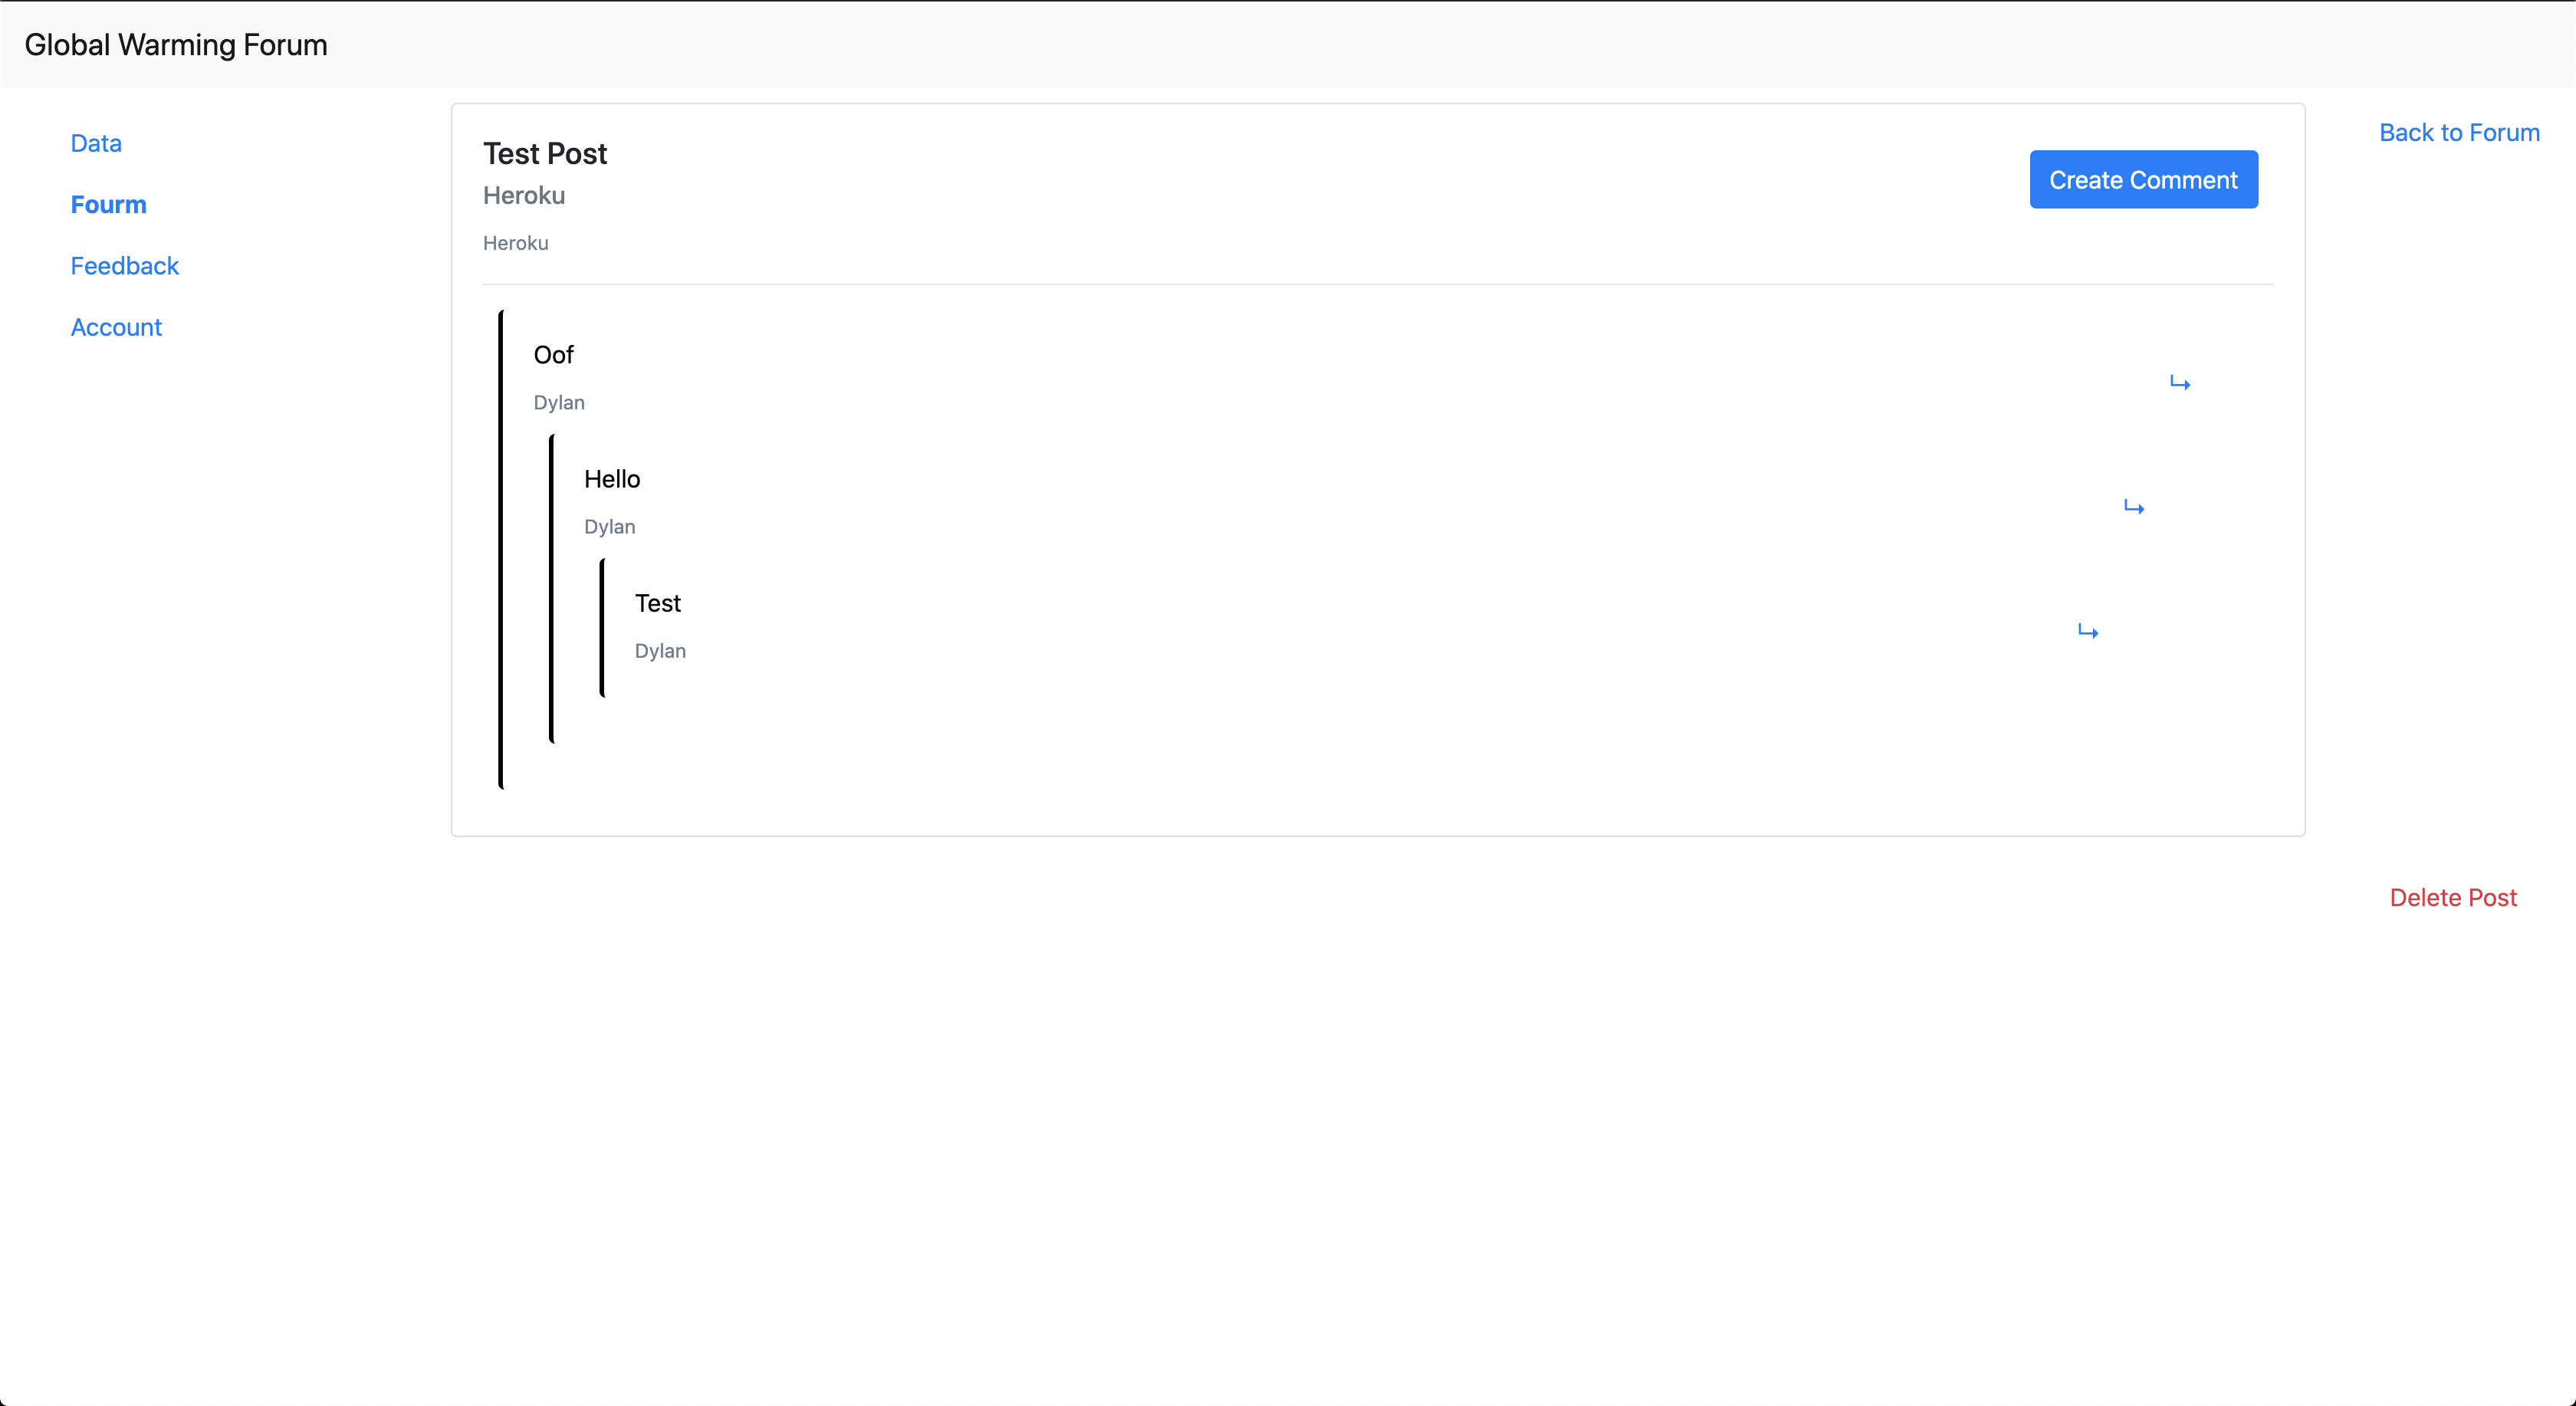 Global Warming Forum
Data
Fourm
Feedback
Account
Test Post
Heroku
Heroku
Create Comment
Oof
Dylan
Hello
Dylan
Test
Dylan
Back to Forum
Delete Post